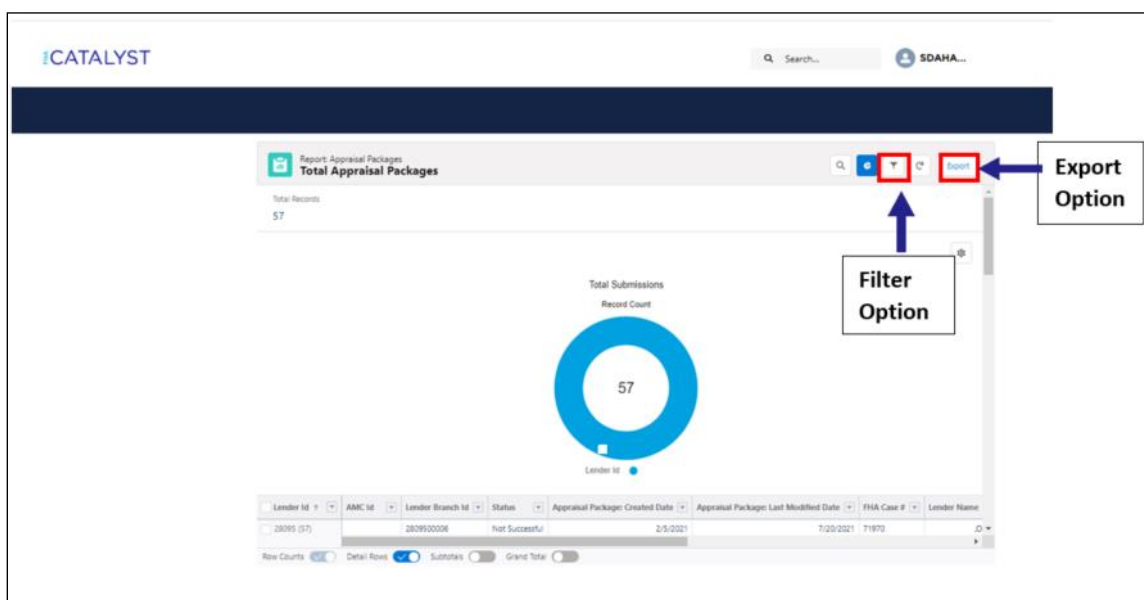 FHA CATALYST
Search...
SDAHA...
Report: Appraisal Packages
Total Appraisal Packages
Export
Export
Option
Total Records
57
Filter
Option
Total Submissions
Record Count
57
Lender Id
Lender Id ↑ AMC Id Lender Branch Id Status Appraisal Package: Created Date Appraisal Package: Last Modified Date FHA Case # Lender Name
28095 (57) 2809500006 Not Successful 2/5/2021 7/20/2021 71970
Row Counts Detail Rows Subtotals Grand Total